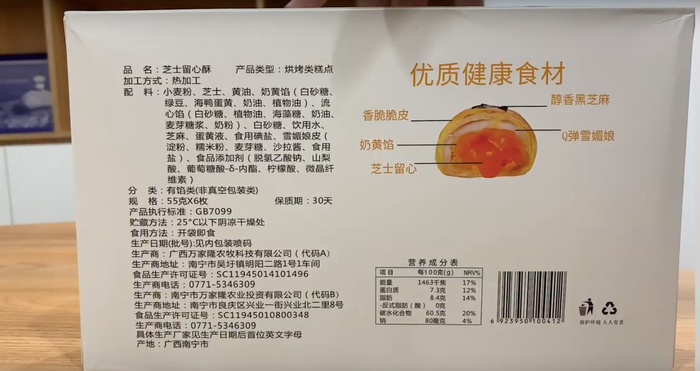 品　名：芝士留心酥　产品类型：烘烤类糕点
加工方式：热加工
配　料：小麦粉、芝士、黄油、奶黄馅（白砂糖、
绿豆、海鸭蛋黄、奶油、植物油）、流
心馅（白砂糖、植物油、海藻糖、奶油、
麦芽糖浆、奶粉）、白砂糖、饮用水、
芝麻、蛋黄液、食用碘盐、雪媚娘皮（
淀粉、糯米粉、麦芽糖、沙拉酱、食用
盐）、食品添加剂（脱氢乙酸钠、山梨
酸、葡萄糖酸-δ-内酯、柠檬酸、微晶纤
维素）
分　类：有馅类(非真空包装类)
规　格：55克X6枚　保质期：30天
产品执行标准：GB7099
贮藏方法：25°C以下阴凉干燥处
食用方法：开袋即食
生产日期(批号):见内包装喷码
生产商：广西万家隆农牧科技有限公司（代码A）
生产商地址：南宁市吴圩镇明阳二路1号1车间
食品生产许可证号：SC11945014101496
生产商电话：0771-5346309
生产商：南宁市万家隆农业投资有限公司（代码B）
生产商地址：南宁市良庆区兴业一街兴业北二里8号
食品生产许可证号：SC11945010800348
生产商电话：0771-5346309
具体生产厂家见生产日期后首位英文字母
产地：广西南宁市
优质健康食材
醇香黑芝麻
香脆脆皮
Q弹雪媚娘
奶黄馅
芝士留心
营养成分表
项目　每100克(g)　NRV%
能量　1463千焦　17%
蛋白质　7.3克　12%
脂肪　8.4克　14%
-反式脂肪（酸）　0克
碳水化合物　60.5克　20%
钠　80毫克　4%
6 923950 100412
保护环境 人人有责